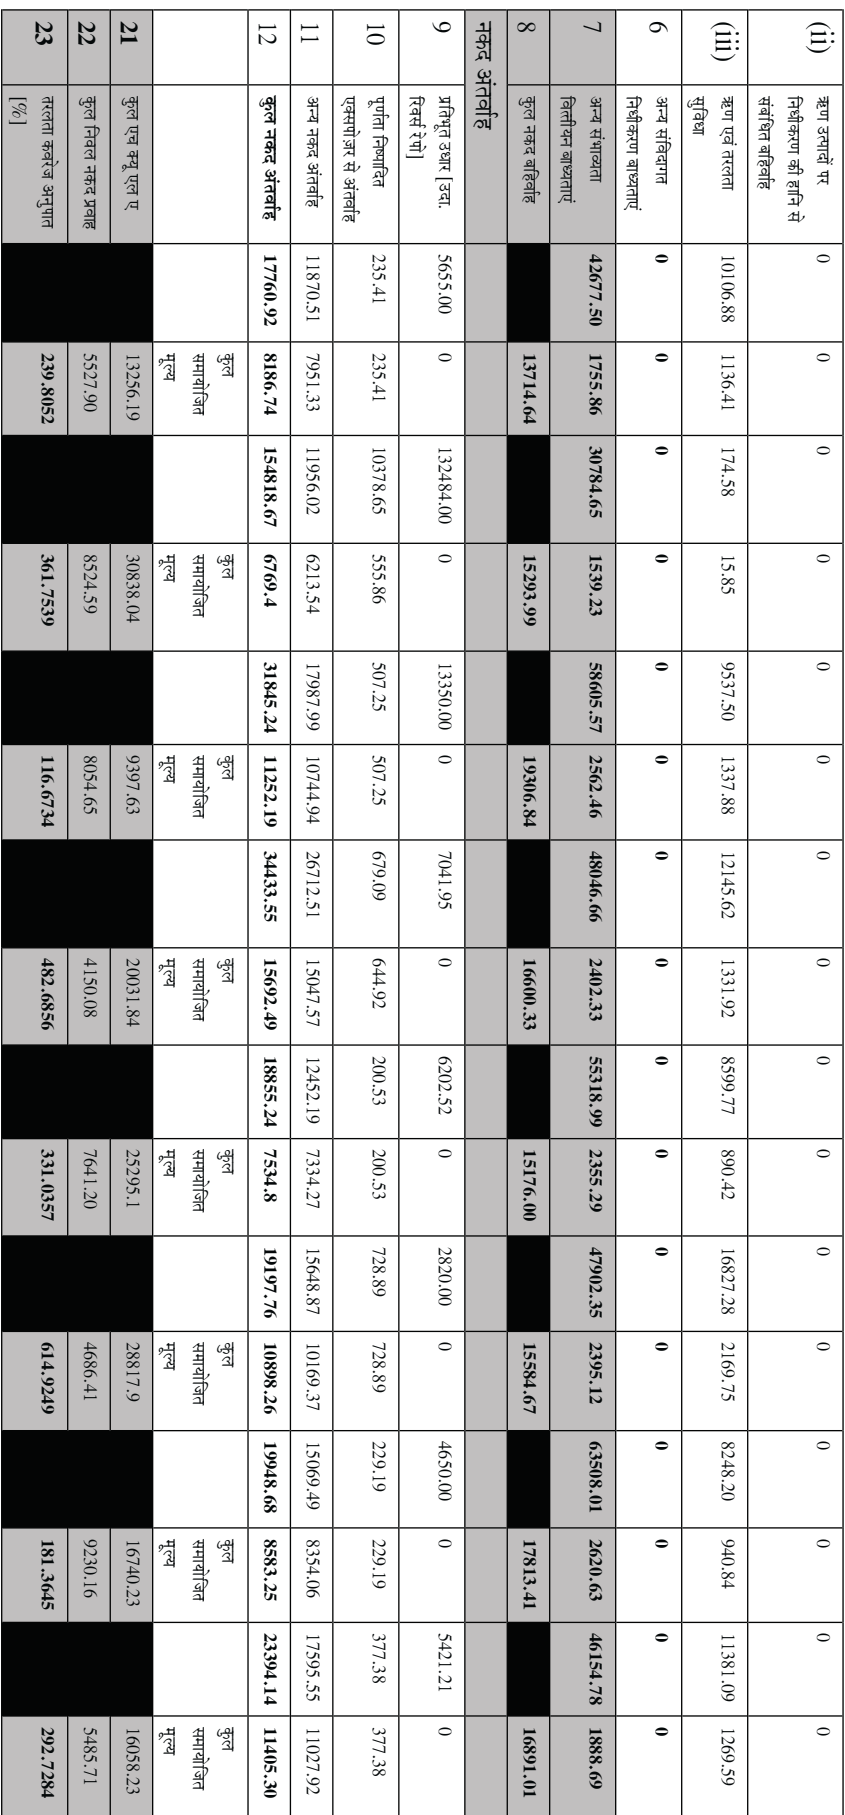 (ii) ऋण उत्पादों पर 0 0 0 0 0 0 0 0 0 0 0 0 0 0 0 0
निधीकरण की हानि से
संबंधित बहिर्वाह
(iii) ऋण एवं तरलता 10106.88 1136.41 174.58 15.85 9537.50 1337.88 12145.62 1331.92 8599.77 890.42 16827.28 2169.75 8248.20 940.84 11381.09 1269.59
सुविधा
6 अन्य संविदागत 0 0 0 0 0 0 0 0 0 0 0 0 0 0 0 0
निधीकरण बाध्यताएं
7 अन्य संभाव्यता 42677.50 1755.86 30784.65 1539.23 58605.57 2562.46 48046.66 2402.33 55318.99 2355.29 47902.35 2395.12 63508.01 2620.63 46154.78 1888.69
वित्तीयन बाध्यताएं
8 कुल नकद बहिर्वाह 13714.64 15293.99 19306.84 16600.33 15176.00 15584.67 17813.41 16891.01
नकद अंतर्वाह
9 प्रतिभूत उधार [उदा. 5655.00 0 132484.00 0 13350.00 0 7041.95 0 6202.52 0 2820.00 0 4650.00 0 5421.21 0
रिवर्स रेपो]
10 पूर्णता निष्पादित 235.41 235.41 10378.65 555.86 507.25 507.25 679.09 644.92 200.53 200.53 728.89 728.89 229.19 229.19 377.38 377.38
एक्सपोज़र से अंतर्वाह
11 अन्य नकद अंतर्वाह 11870.51 7951.33 11956.02 6213.54 17987.99 10744.94 26712.51 15047.57 12452.19 7334.27 15648.87 10169.37 15069.49 8354.06 17595.55 11027.92
12 कुल नकद अंतर्वाह 17760.92 8186.74 154818.67 6769.4 31845.24 11252.19 34433.55 15692.49 18855.24 7534.8 19197.76 10898.26 19948.68 8583.25 23394.14 11405.30
कुल कुल कुल कुल कुल कुल कुल कुल
समायोजित समायोजित समायोजित समायोजित समायोजित समायोजित समायोजित समायोजित
मूल्य मूल्य मूल्य मूल्य मूल्य मूल्य मूल्य मूल्य
21 कुल एच क्यू एल ए 13256.19 30838.04 9397.63 20031.84 25295.1 28817.9 16740.23 16058.23
22 कुल निवल नकद प्रवाह 5527.90 8524.59 8054.65 4150.08 7641.20 4686.41 9230.16 5485.71
23 तरलता कवरेज अनुपात 239.8052 361.7539 116.6734 482.6856 331.0357 614.9249 181.3645 292.7284
[%]